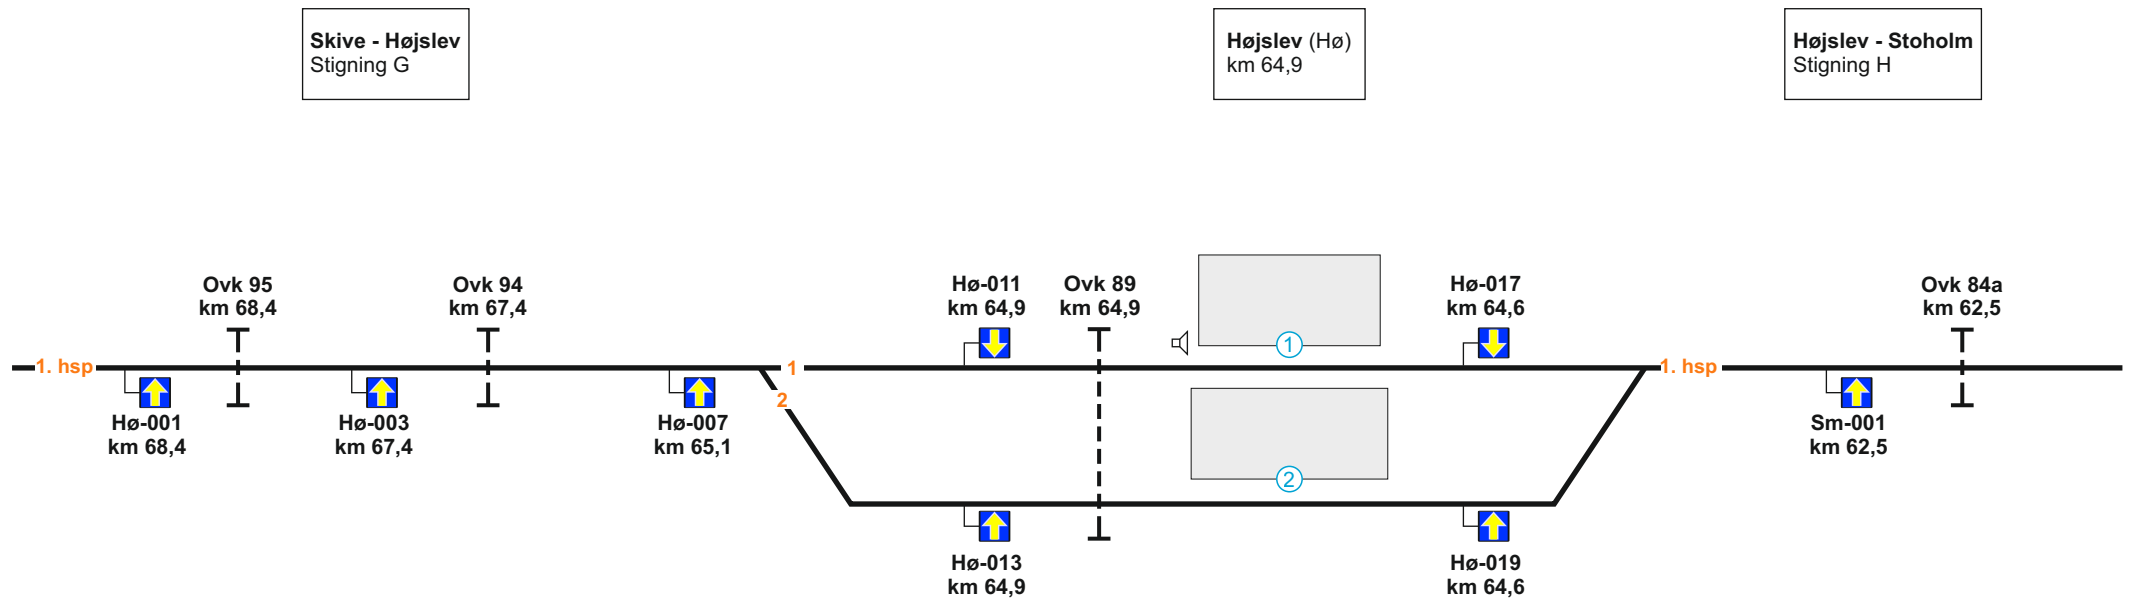 Skive - Højslev
Stigning G
Højslev (Hø)
km 64,9
Højslev - Stoholm
Stigning H
Ovk 95
km 68,4
Ovk 94
km 67,4
Hø-011
km 64,9
Ovk 89
km 64,9
Hø-017
km 64,6
Ovk 84a
km 62,5
1
1. hsp
1
1. hsp
2
Hø-001
km 68,4
Hø-003
km 67,4
Hø-007
km 65,1
Sm-001
km 62,5
2
Hø-013
km 64,9
Hø-019
km 64,6